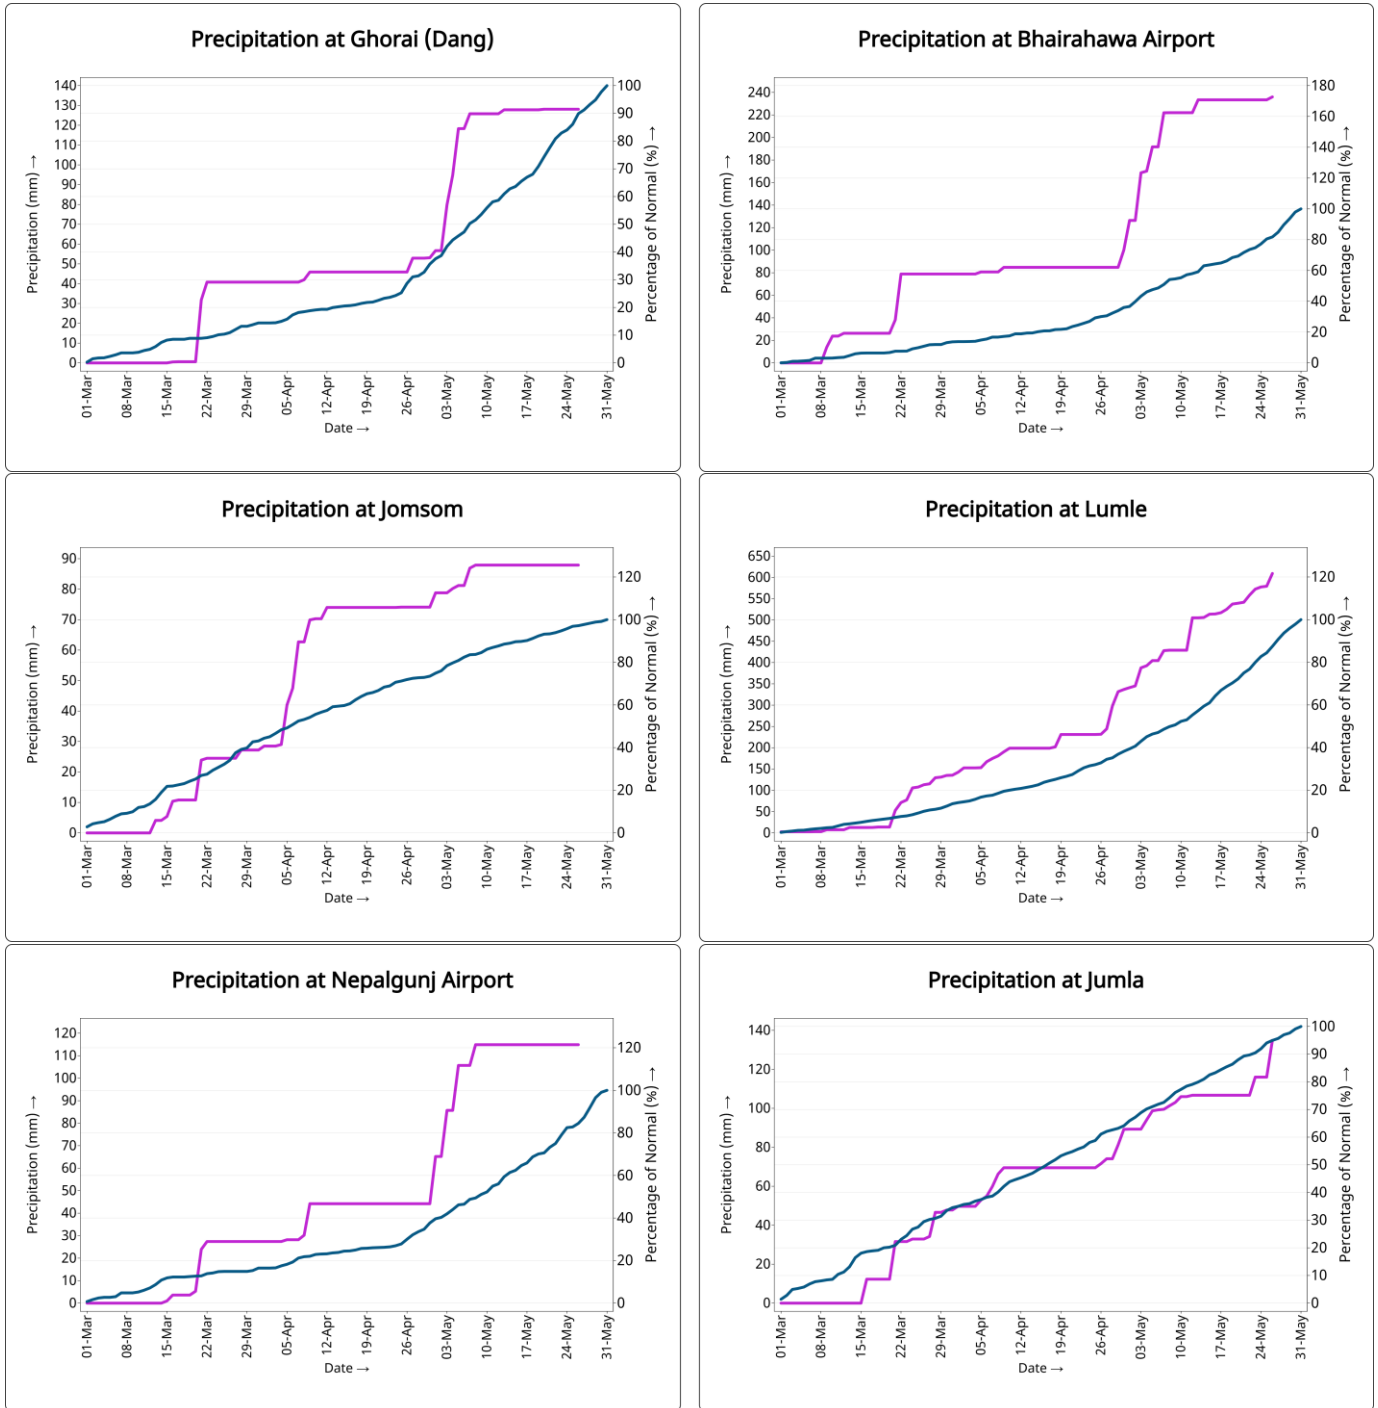 Precipitation at Ghorai (Dang)
Precipitation (mm) →
140
130
120
110
100
90
80
70
60
50
40
30
20
10
0
100
90
80
70
60
50
40
30
20
10
0
Percentage of Normal (%) →
01-Mar
08-Mar
15-Mar
22-Mar
29-Mar
05-Apr
12-Apr
19-Apr
26-Apr
03-May
10-May
17-May
24-May
31-May
Date →
Precipitation at Bhairahawa Airport
Precipitation (mm) →
240
220
200
180
160
140
120
100
80
60
40
20
0
180
160
140
120
100
80
60
40
20
0
Percentage of Normal (%) →
01-Mar
08-Mar
15-Mar
22-Mar
29-Mar
05-Apr
12-Apr
19-Apr
26-Apr
03-May
10-May
17-May
24-May
31-May
Date →
Precipitation at Jomsom
Precipitation (mm) →
90
80
70
60
50
40
30
20
10
0
120
100
80
60
40
20
0
Percentage of Normal (%) →
01-Mar
08-Mar
15-Mar
22-Mar
29-Mar
05-Apr
12-Apr
19-Apr
26-Apr
03-May
10-May
17-May
24-May
31-May
Date →
Precipitation at Lumle
Precipitation (mm) →
650
600
550
500
450
400
350
300
250
200
150
100
50
0
120
100
80
60
40
20
0
Percentage of Normal (%) →
01-Mar
08-Mar
15-Mar
22-Mar
29-Mar
05-Apr
12-Apr
19-Apr
26-Apr
03-May
10-May
17-May
24-May
31-May
Date →
Precipitation at Nepalgunj Airport
Precipitation (mm) →
120
110
100
90
80
70
60
50
40
30
20
10
0
120
100
80
60
40
20
0
Percentage of Normal (%) →
01-Mar
08-Mar
15-Mar
22-Mar
29-Mar
05-Apr
12-Apr
19-Apr
26-Apr
03-May
10-May
17-May
24-May
31-May
Date →
Precipitation at Jumla
Precipitation (mm) →
140
120
100
80
60
40
20
0
100
90
80
70
60
50
40
30
20
10
0
Percentage of Normal (%) →
01-Mar
08-Mar
15-Mar
22-Mar
29-Mar
05-Apr
12-Apr
19-Apr
26-Apr
03-May
10-May
17-May
24-May
31-May
Date →